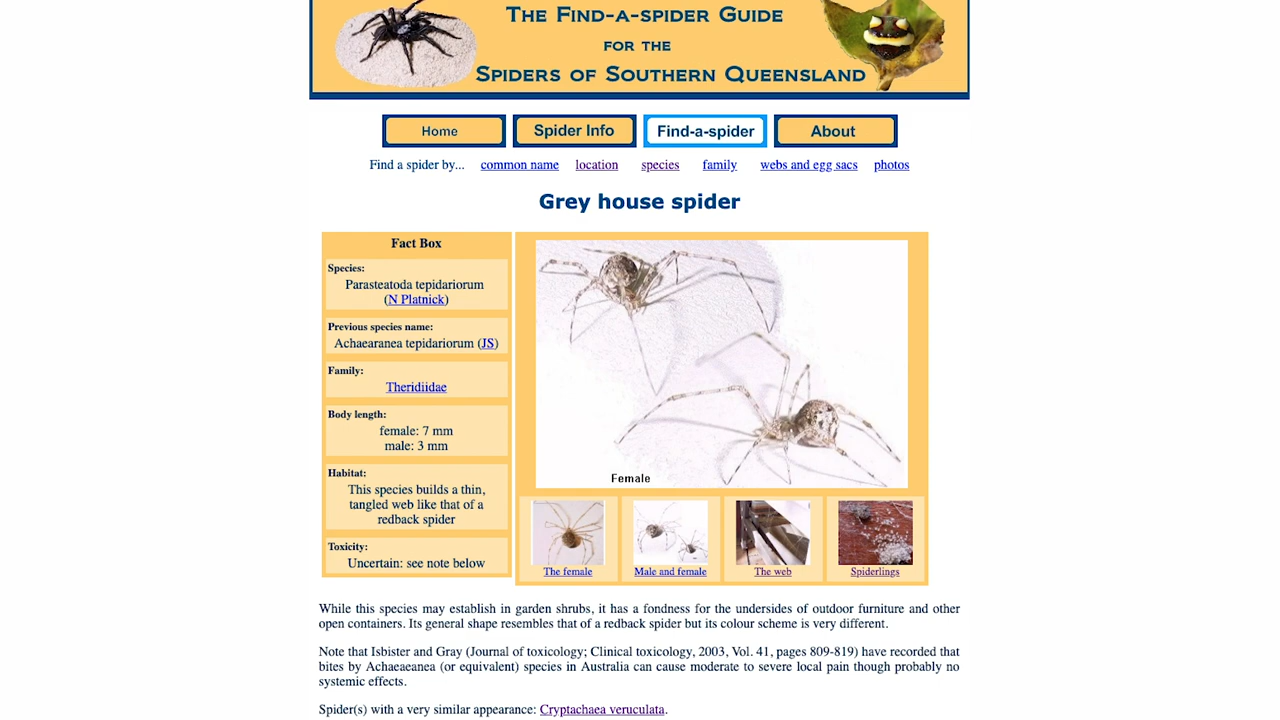 The Find-a-spider Guide
for the
Spiders of Southern Queensland
Home Spider Info Find-a-spider About
Find a spider by... common name location species family webs and egg sacs photos
Grey house spider
Fact Box
Species:
Parasteatoda tepidariorum
(N Platnick)
Previous species name:
Achaearanea tepidariorum (JS)
Family:
Theridiidae
Body length:
female: 7 mm
male: 3 mm
Habitat:
This species builds a thin,
tangled web like that of a
redback spider
Toxicity:
Uncertain: see note below
Female
The female Male and female The web Spiderlings
While this species may establish in garden shrubs, it has a fondness for the undersides of outdoor furniture and other
open containers. Its general shape resembles that of a redback spider but its colour scheme is very different.
Note that Isbister and Gray (Journal of toxicology; Clinical toxicology, 2003, Vol. 41, pages 809-819) have recorded that
bites by Achaeaeanea (or equivalent) species in Australia can cause moderate to severe local pain though probably no
systemic effects.
Spider(s) with a very similar appearance: Cryptachaea veruculata.